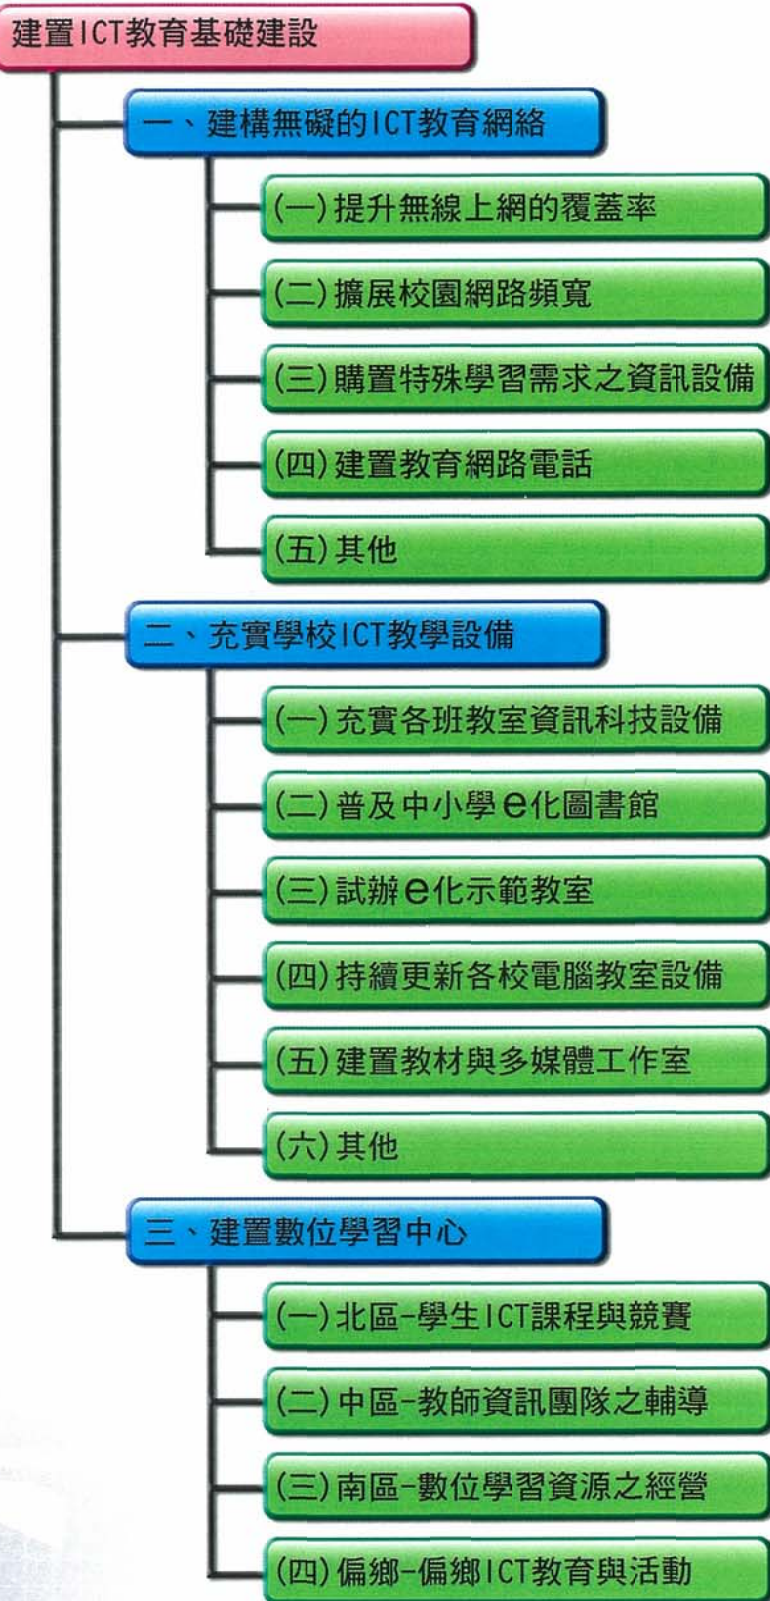 建置ICT教育基礎建設
一、建構無礙的ICT教育網絡
(一)提升無線上網的覆蓋率
(二)擴展校園網路頻寬
(三)購置特殊學習需求之資訊設備
(四)建置教育網路電話
(五)其他
二、充實學校ICT教學設備
(一)充實各班教室資訊科技設備
(二)普及中小學e化圖書館
(三)試辦e化示範教室
(四)持續更新各校電腦教室設備
(五)建置教材與多媒體工作室
(六)其他
三、建置數位學習中心
(一)北區-學生ICT課程與競賽
(二)中區-教師資訊團隊之輔導
(三)南區-數位學習資源之經營
(四)偏鄉-偏鄉ICT教育與活動